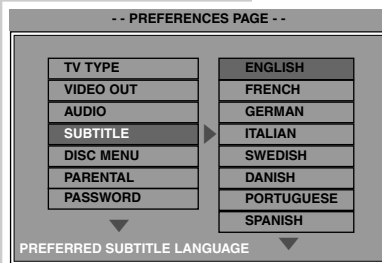 - - PREFERENCES PAGE - -
TV TYPE
VIDEO OUT
AUDIO
SUBTITLE
DISC MENU
PARENTAL
PASSWORD
ENGLISH
FRENCH
GERMAN
ITALIAN
SWEDISH
DANISH
PORTUGUESE
SPANISH
PREFERRED SUBTITLE LANGUAGE